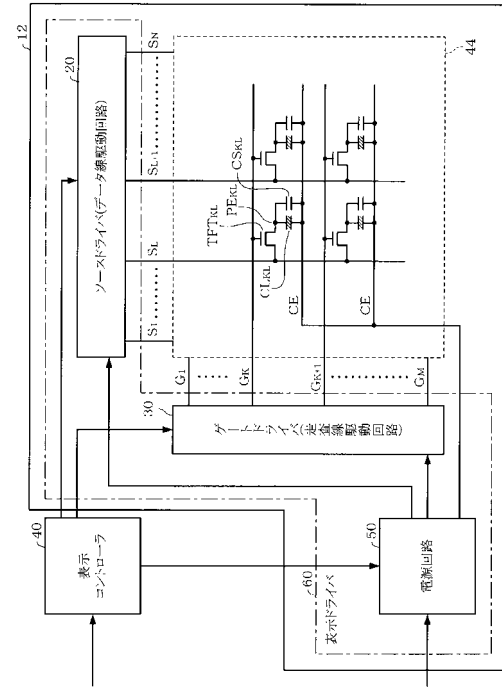 12
20
ソースドライバ(データ線駆動回路)
S1
SL
SL+1
SN
44
TFTKL
PEKL
CSKL
CLKL
CE
CE
G1
GK
GK+1
GM
30
ゲートドライバ(走査線駆動回路)
40
表示
コントローラ
60
表示ドライバ
50
電源回路